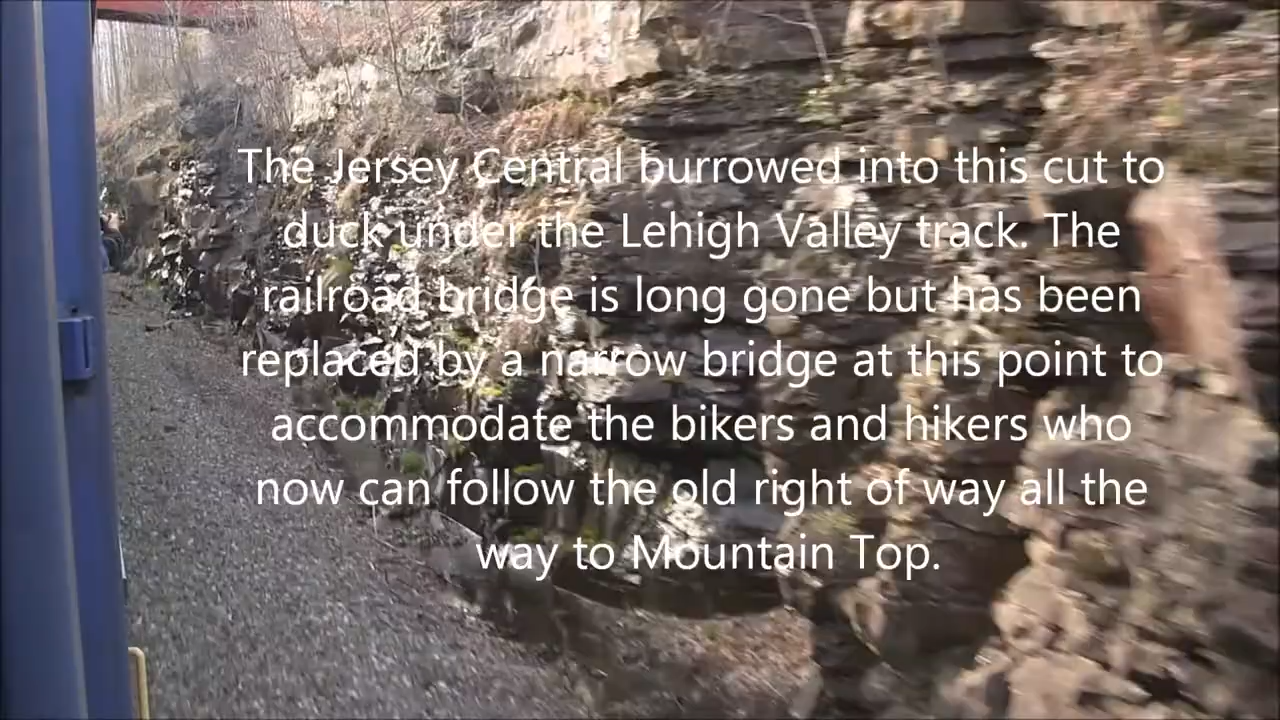 The Jersey Central burrowed into this cut to
duck under the Lehigh Valley track. The
railroad bridge is long gone but has been
replaced by a narrow bridge at this point to
accommodate the bikers and hikers who
now can follow the old right of way all the
way to Mountain Top.